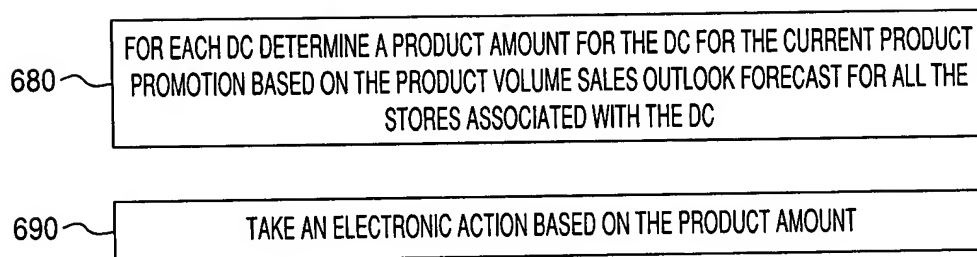 680 FOR EACH DC DETERMINE A PRODUCT AMOUNT FOR THE DC FOR THE CURRENT PRODUCT
PROMOTION BASED ON THE PRODUCT VOLUME SALES OUTLOOK FORECAST FOR ALL THE
STORES ASSOCIATED WITH THE DC
690 TAKE AN ELECTRONIC ACTION BASED ON THE PRODUCT AMOUNT